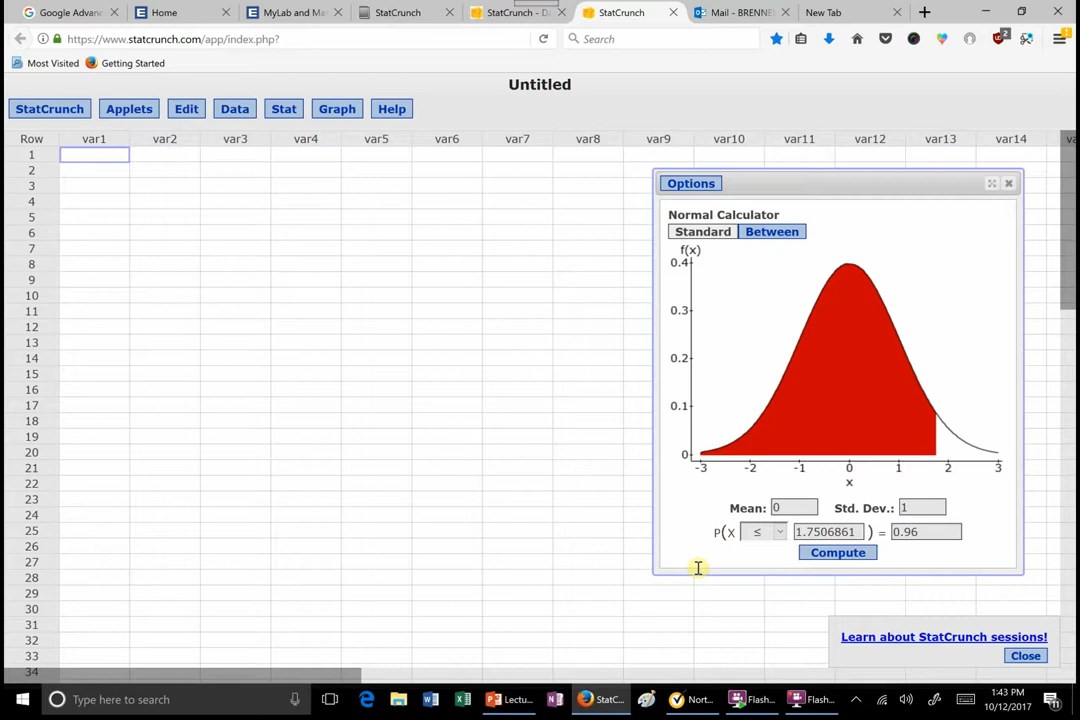 Google Advan
Home
MyLab and Ma
StatCrunch
StatCrunch - Da
StatCrunch
Mail - BRENNER
New Tab
https://www.statcrunch.com/app/index.php?
Search
2
Most Visited
Getting Started
Untitled
StatCrunch Applets Edit Data Stat Graph Help
Row var1 var2 var3 var4 var5 var6 var7 var8 var9 var10 var11 var12 var13 var14
1
2
3
4
5
6
7
8
9
10
11
12
13
14
15
16
17
18
19
20
21
22
23
24
25
26
27
28
29
30
31
32
33
34
Options
Normal Calculator
Standard Between
f(x)
0.4
0.3
0.2
0.1
0
-3 -2 -1 0 1 2 3
x
Mean: 0 Std. Dev.: 1
P(X ≤ 1.7506861 ) = 0.96
Compute
Learn about StatCrunch sessions!
Close
Type here to search
Lectu...
StatC...
Nort...
Flash...
Flash...
1:43 PM
10/12/2017
11